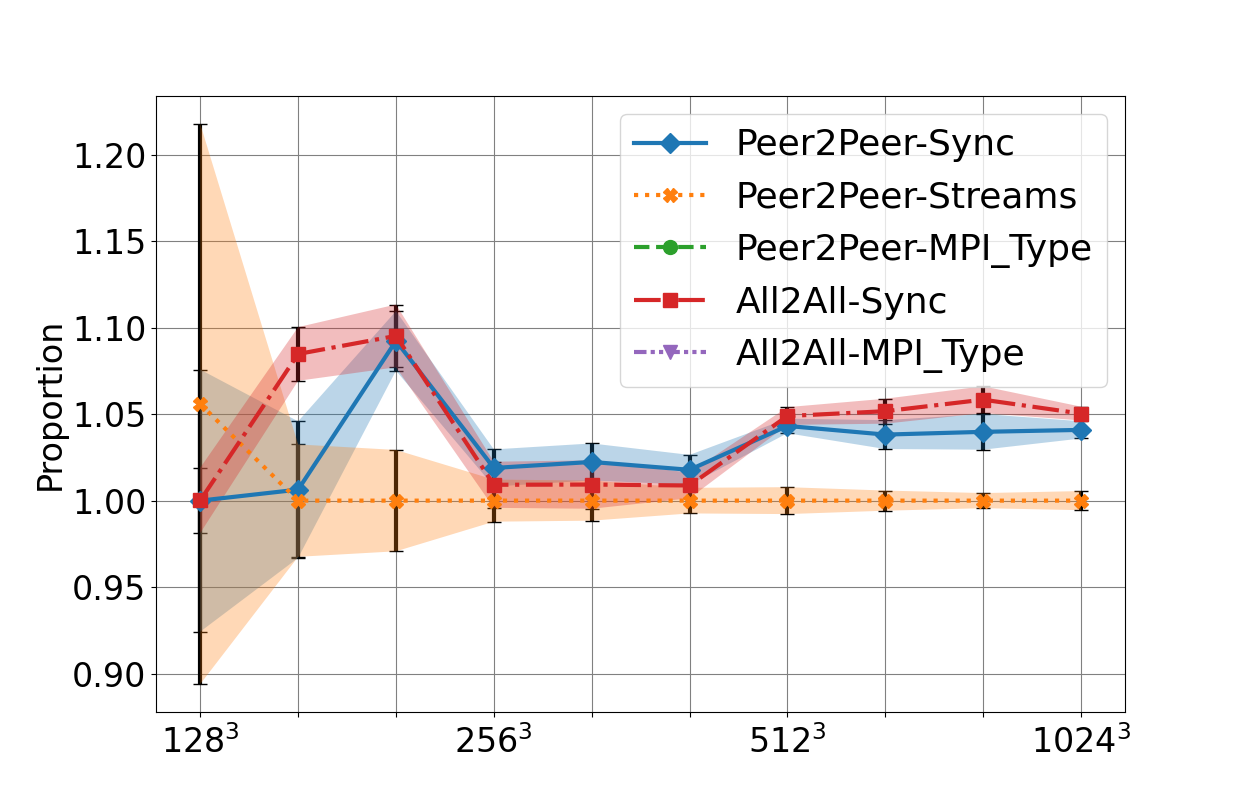 Peer2Peer-Sync
Peer2Peer-Streams
Peer2Peer-MPI_Type
All2All-Sync
All2All-MPI_Type
Proportion
1.20
1.15
1.10
1.05
1.00
0.95
0.90
128³ 256³ 512³ 1024³